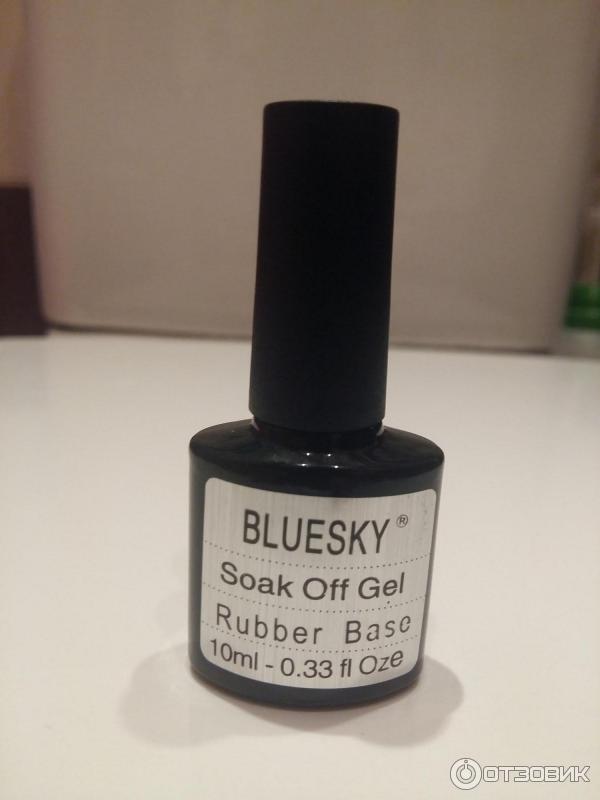 BLUESKY ®
Soak Off Gel
Rubber Base
10ml - 0.33 fl Oze
ОТЗОВИК